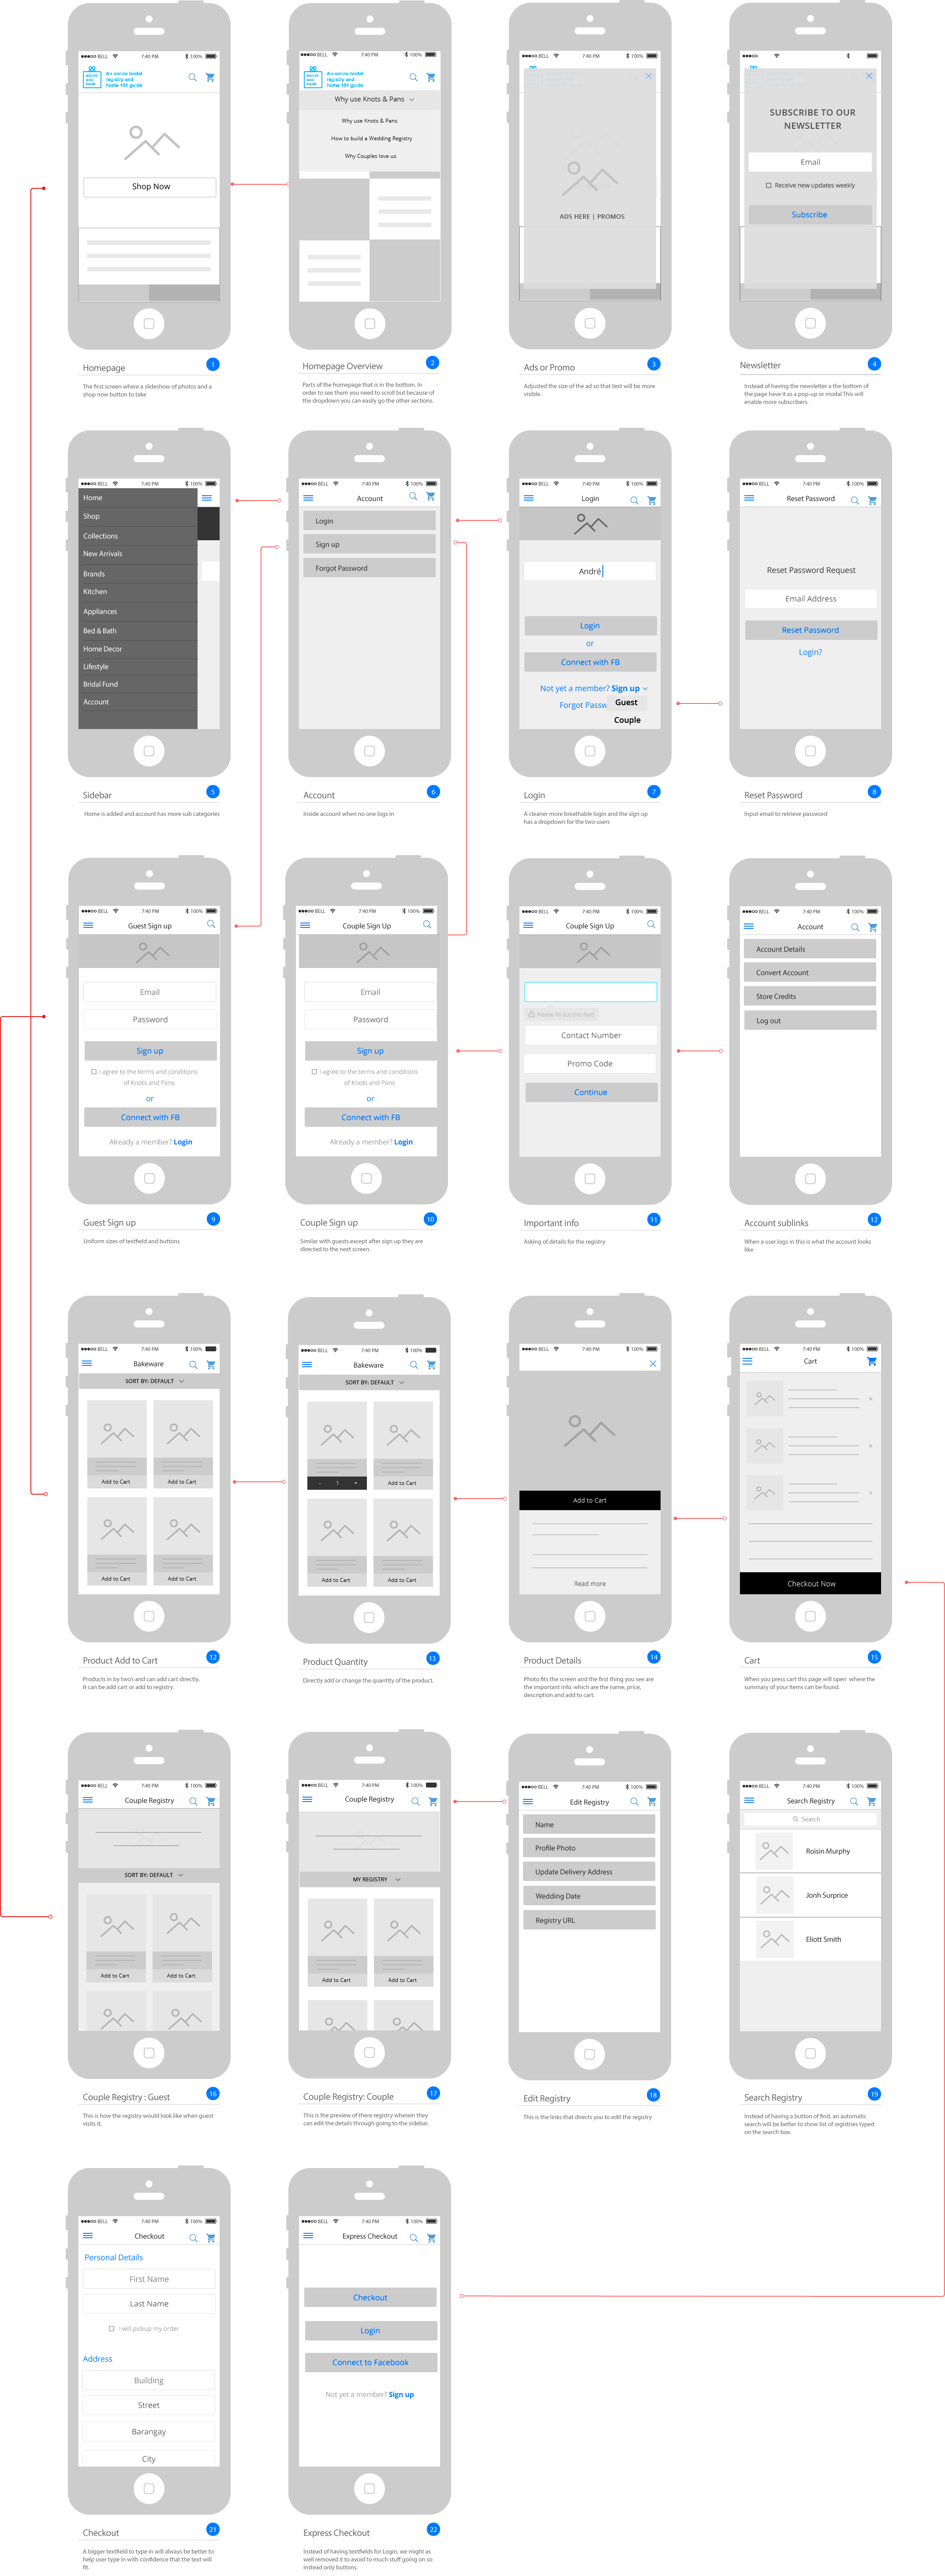 ●●●○○ BELL 7:40 PM 100%
KNOTS AND PANS
An online bridal
registry and
home 101 guide
Shop Now
Homepage
1
The first screen where a slideshow of photos and a
shop now button to take
●●●○○ BELL 7:40 PM 100%
KNOTS AND PANS
An online bridal
registry and
home 101 guide
Why use Knots & Pans
Why use Knots & Pans
How to build a Wedding Registry
Why Couples love us
Homepage Overview
2
Parts of the homepage that is in the bottom. In
order to see them you need to scroll but because of
the dropdown you can easily go the other sections.
●●●○○ BELL 7:40 PM 100%
ADS HERE | PROMOS
Ads or Promo
3
Adjusted the size of the ad so that text will be more
visible.
●●●○○ 7:40 PM
SUBSCRIBE TO OUR
NEWSLETTER
Email
Receive new updates weekly
Subscribe
Newsletter
4
Instead of having the newsletter a the bottom of
the page have it as a pop-up or modal This will
enable more subscribers.
●●●○○ BELL 7:40 PM 100%
Home
Shop
Collections
New Arrivals
Brands
Kitchen
Appliances
Bed & Bath
Home Decor
Lifestyle
Bridal Fund
Account
Sidebar
5
Home is added and account has more sub categories
●●●○○ BELL 7:40 PM 100%
Account
Login
Sign up
Forgot Password
Account
6
Inside account when no one logs in
●●●○○ BELL 7:40 PM 100%
Login
André
Login
or
Connect with FB
Not yet a member? Sign up
Forgot Passw
Guest
Couple
Login
7
A cleaner more breathable login and the sign up
has a dropdown for the two users
●●●○○ BELL 7:40 PM 100%
Reset Password
Reset Password Request
Email Address
Reset Password
Login?
Reset Password
8
Input email to retrieve password
●●●○○ BELL 7:40 PM 100%
Guest Sign up
Email
Password
Sign up
I agree to the terms and conditions
of Knots and Pans
or
Connect with FB
Already a member? Login
Guest Sign up
9
Uniform sizes of textfield and buttons
●●●○○ BELL 7:40 PM 100%
Couple Sign Up
Email
Password
Sign up
I agree to the terms and conditions
of Knots and Pans
or
Connect with FB
Already a member? Login
Couple Sign up
10
Similar with guests except after sign up they are
directed to the next screen.
●●●○○ BELL 7:40 PM 100%
Couple Sign Up
Please fill out this field
Contact Number
Promo Code
Continue
Important info
11
Asking of details for the registry
●●●○○ BELL 7:40 PM 100%
Account
Account Details
Convert Account
Store Credits
Log out
Account sublinks
12
When a user logs in this is what the account looks
like
●●●○○ BELL 7:40 PM 100%
Bakeware
SORT BY: DEFAULT
Add to Cart
Add to Cart
Add to Cart
Add to Cart
Product Add to Cart
12
Products in by two's and can add cart directly.
It can be add cart or add to registry.
●●●○○ BELL 7:40 PM 100%
Bakeware
SORT BY: DEFAULT
- 1 +
Add to Cart
Add to Cart
Add to Cart
Product Quantity
13
Directly add or change the quantity of the product.
●●●○○ BELL 7:40 PM 100%
Add to Cart
Read more
Product Details
14
Photo fits the screen and the first thing you see are
the important info. which are the name, price,
description and add to cart.
●●●○○ BELL 7:40 PM 100%
Cart
Checkout Now
Cart
15
When you press cart this page will open where the
summary of your items can be found.
●●●○○ BELL 7:40 PM 100%
Couple Registry
SORT BY: DEFAULT
Add to Cart
Add to Cart
Couple Registry : Guest
16
This is how the registry would look like when guest
visits it,
●●●○○ BELL 7:40 PM 100%
Couple Registry
MY REGISTRY
Add to Cart
Add to Cart
Couple Registry: Couple
17
This is the preview of there registry wherein they
can edit the details through going to the sidebar.
●●●○○ BELL 7:40 PM 100%
Edit Registry
Name
Profile Photo
Update Delivery Address
Wedding Date
Registry URL
Edit Registry
18
This is the links that directs you to edit the registry
●●●○○ BELL 7:40 PM 100%
Search Registry
Search
Roisin Murphy
Jonh Surprice
Eliott Smith
Search Registry
19
Instead of having a button of find, an automatic
search will be better to show list of registries typed
on the search box.
●●●○○ BELL 7:40 PM 100%
Checkout
Personal Details
First Name
Last Name
I will pickup my order
Address
Building
Street
Barangay
City
Checkout
21
A bigger textfield to type in will always be better to
help user type in with confidence that the text will
fit.
●●●○○ BELL 7:40 PM 100%
Express Checkout
Checkout
Login
Connect to Facebook
Not yet a member? Sign up
Express Checkout
22
Instead of having textfields for Login, we might as
well removed it to avoid to much stuff going on so
instead only buttons.